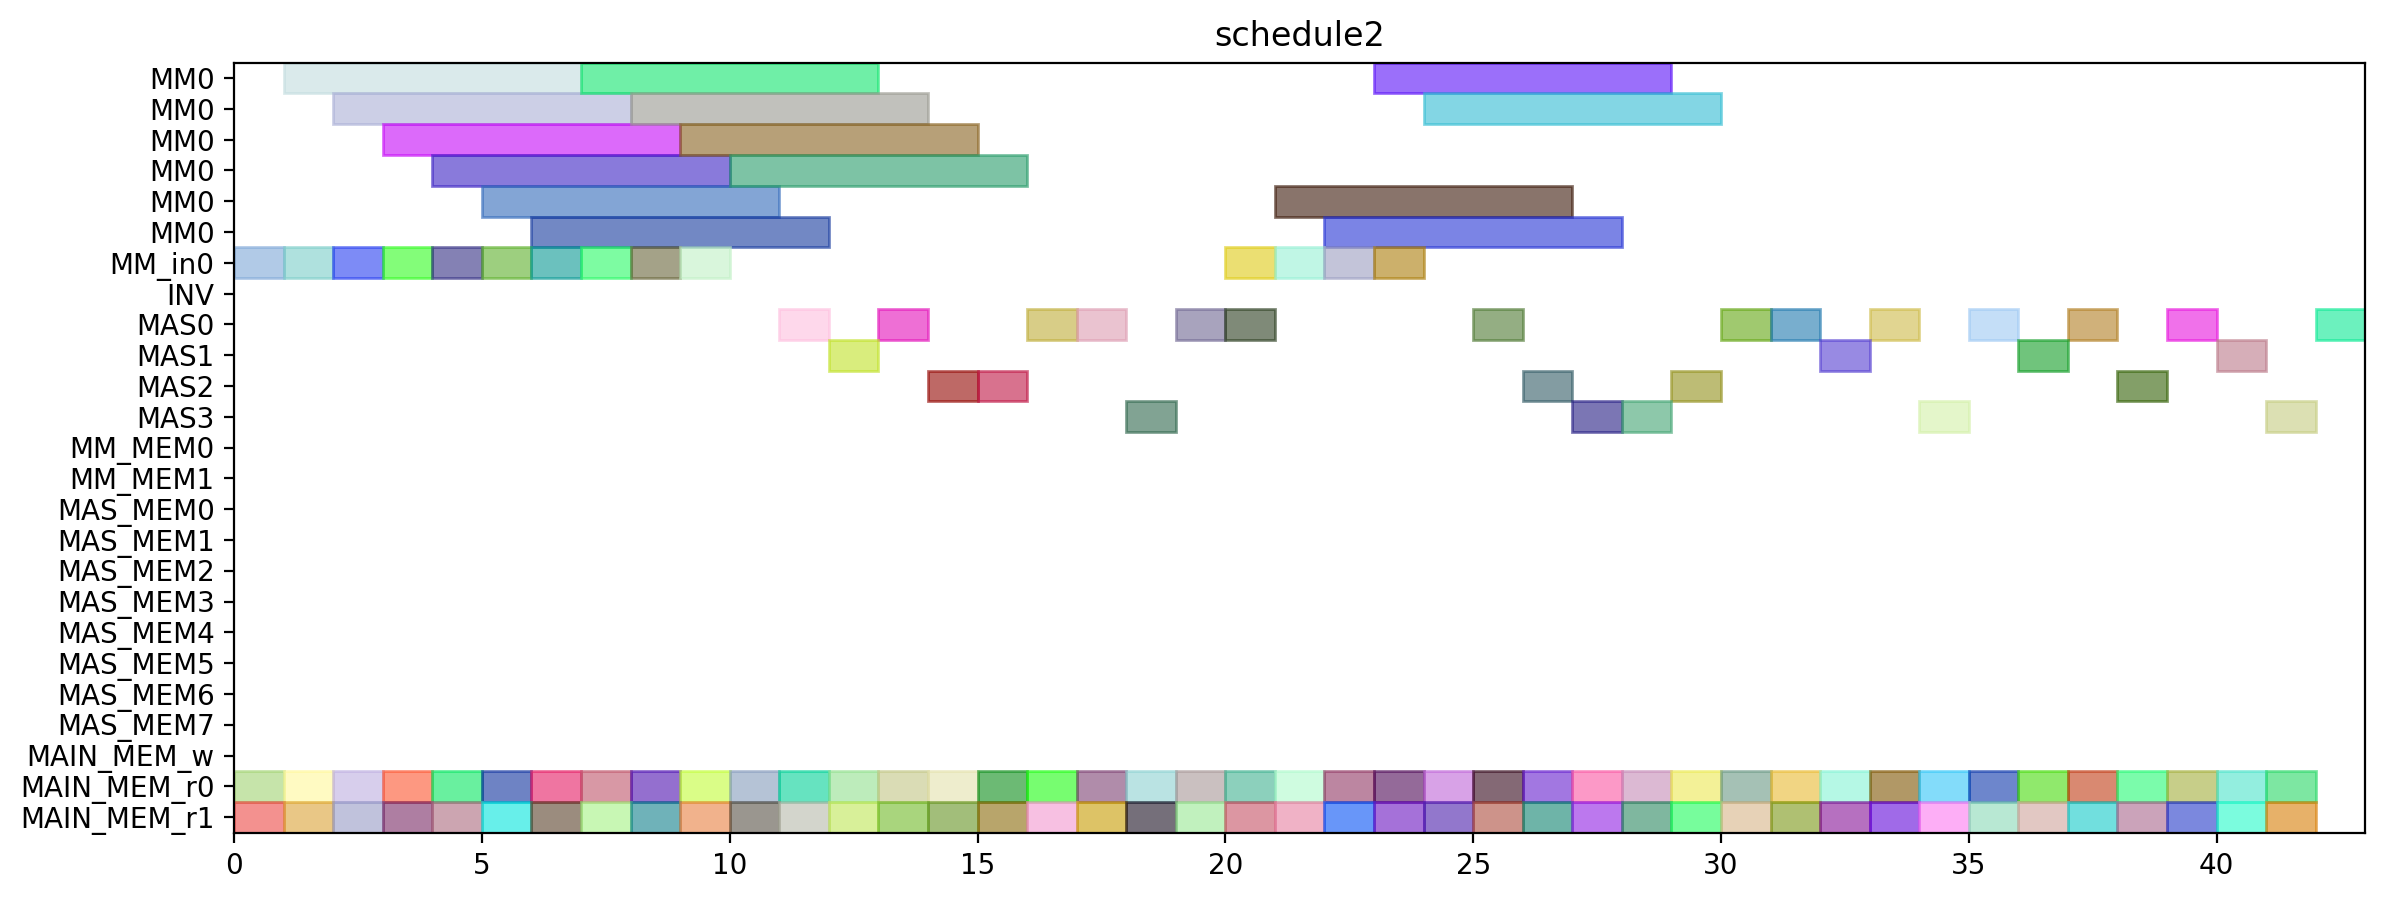 schedule2
MM0
MM0
MM0
MM0
MM0
MM0
MM_in0
INV
MAS0
MAS1
MAS2
MAS3
MM_MEM0
MM_MEM1
MAS_MEM0
MAS_MEM1
MAS_MEM2
MAS_MEM3
MAS_MEM4
MAS_MEM5
MAS_MEM6
MAS_MEM7
MAIN_MEM_w
MAIN_MEM_r0
MAIN_MEM_r1
0 5 10 15 20 25 30 35 40